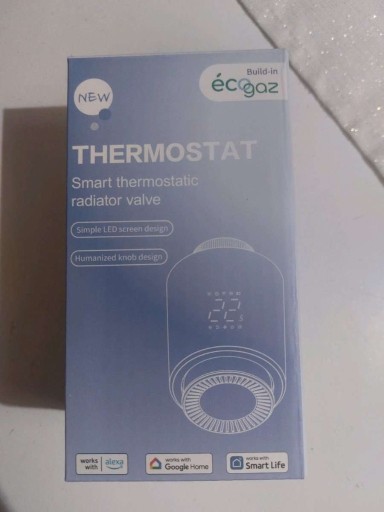 NEW
Build-in
écogaz
THERMOSTAT
Smart thermostatic
radiator valve
Simple LED screen design
Humanized knob design
22.5
works with alexa
works with Google Home
works with Smart Life